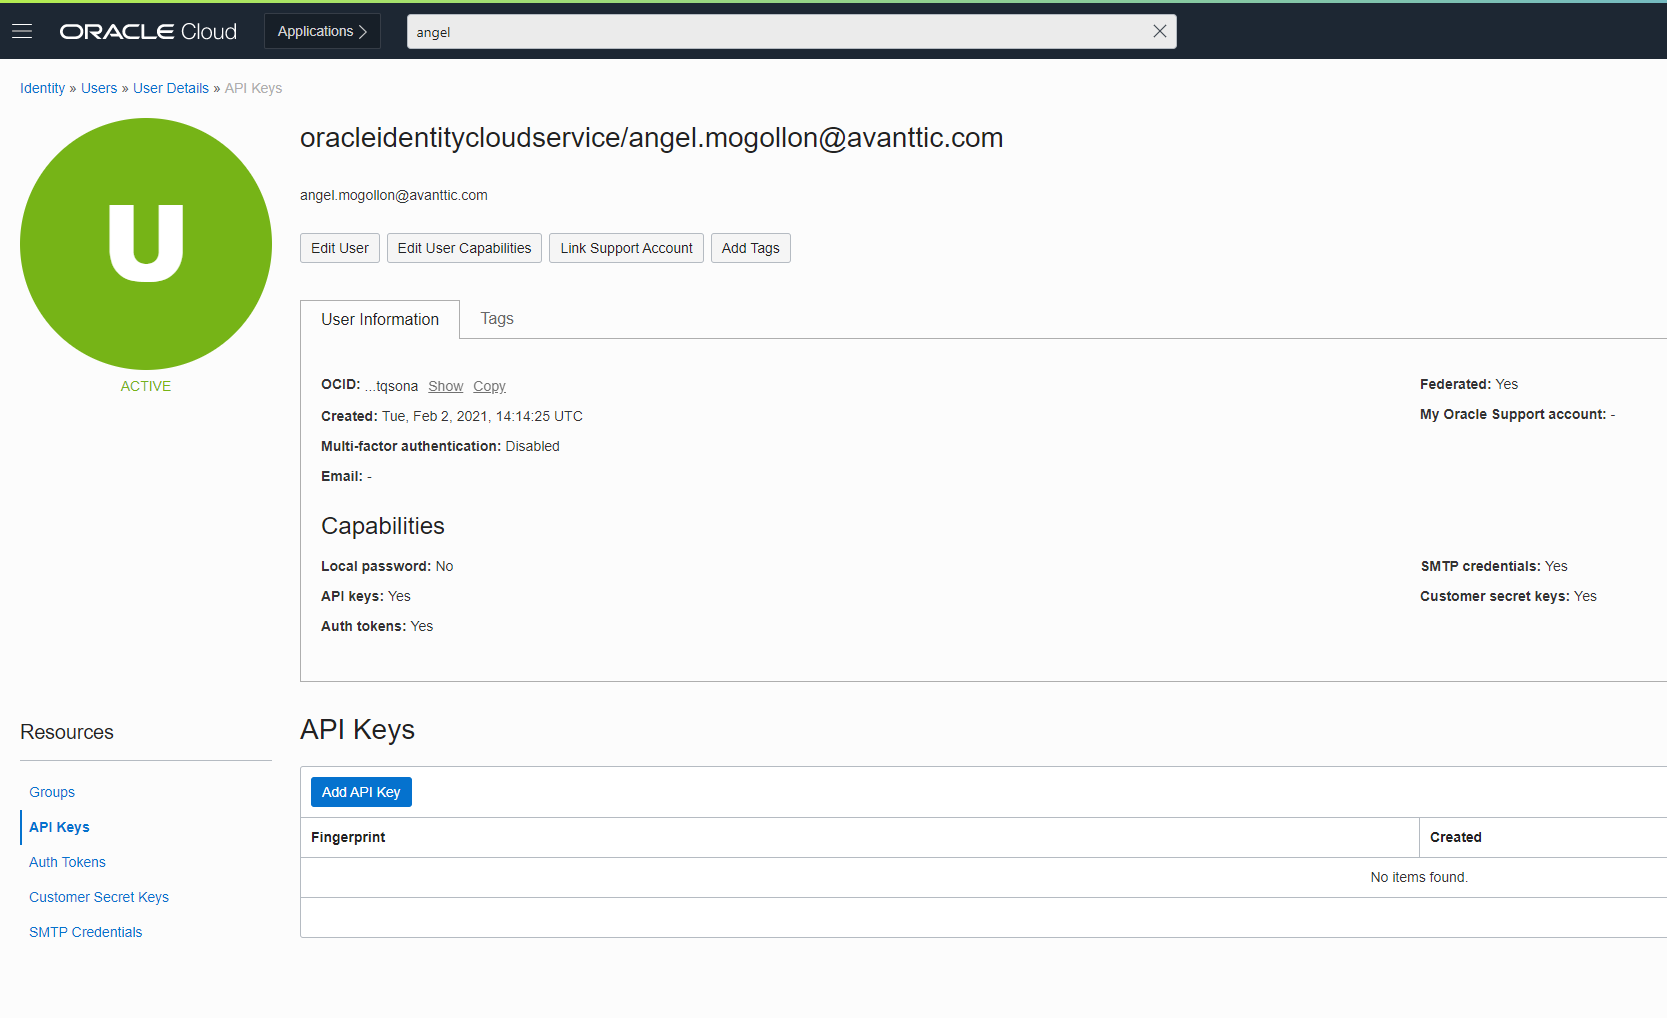 ORACLE Cloud Applications angel
Identity » Users » User Details » API Keys
U
ACTIVE
oracleidentitycloudservice/angel.mogollon@avanttic.com
angel.mogollon@avanttic.com
Edit User Edit User Capabilities Link Support Account Add Tags
User Information Tags
OCID: ...tqsona Show Copy
Created: Tue, Feb 2, 2021, 14:14:25 UTC
Multi-factor authentication: Disabled
Email: -
Federated: Yes
My Oracle Support account: -
Capabilities
Local password: No
API keys: Yes
Auth tokens: Yes
SMTP credentials: Yes
Customer secret keys: Yes
Resources
Groups
API Keys
Auth Tokens
Customer Secret Keys
SMTP Credentials
API Keys
Add API Key
Fingerprint Created
No items found.